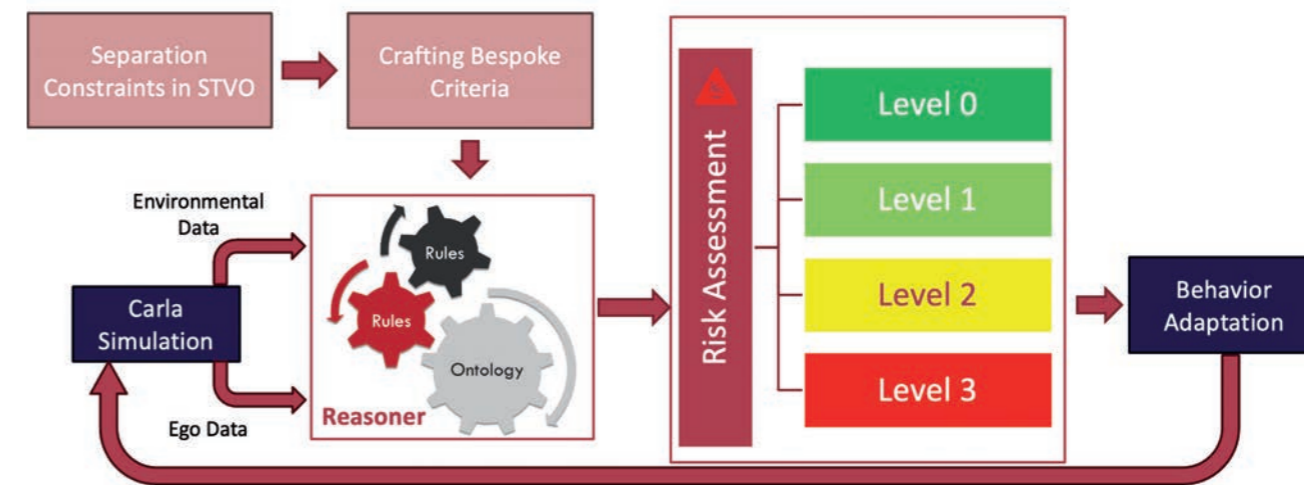 Separation
Constraints in STVO
Crafting Bespoke
Criteria
Environmental
Data
Carla
Simulation
Ego Data
Rules
Rules
Ontology
Reasoner
Risk Assessment
Level 0
Level 1
Level 2
Level 3
Behavior
Adaptation